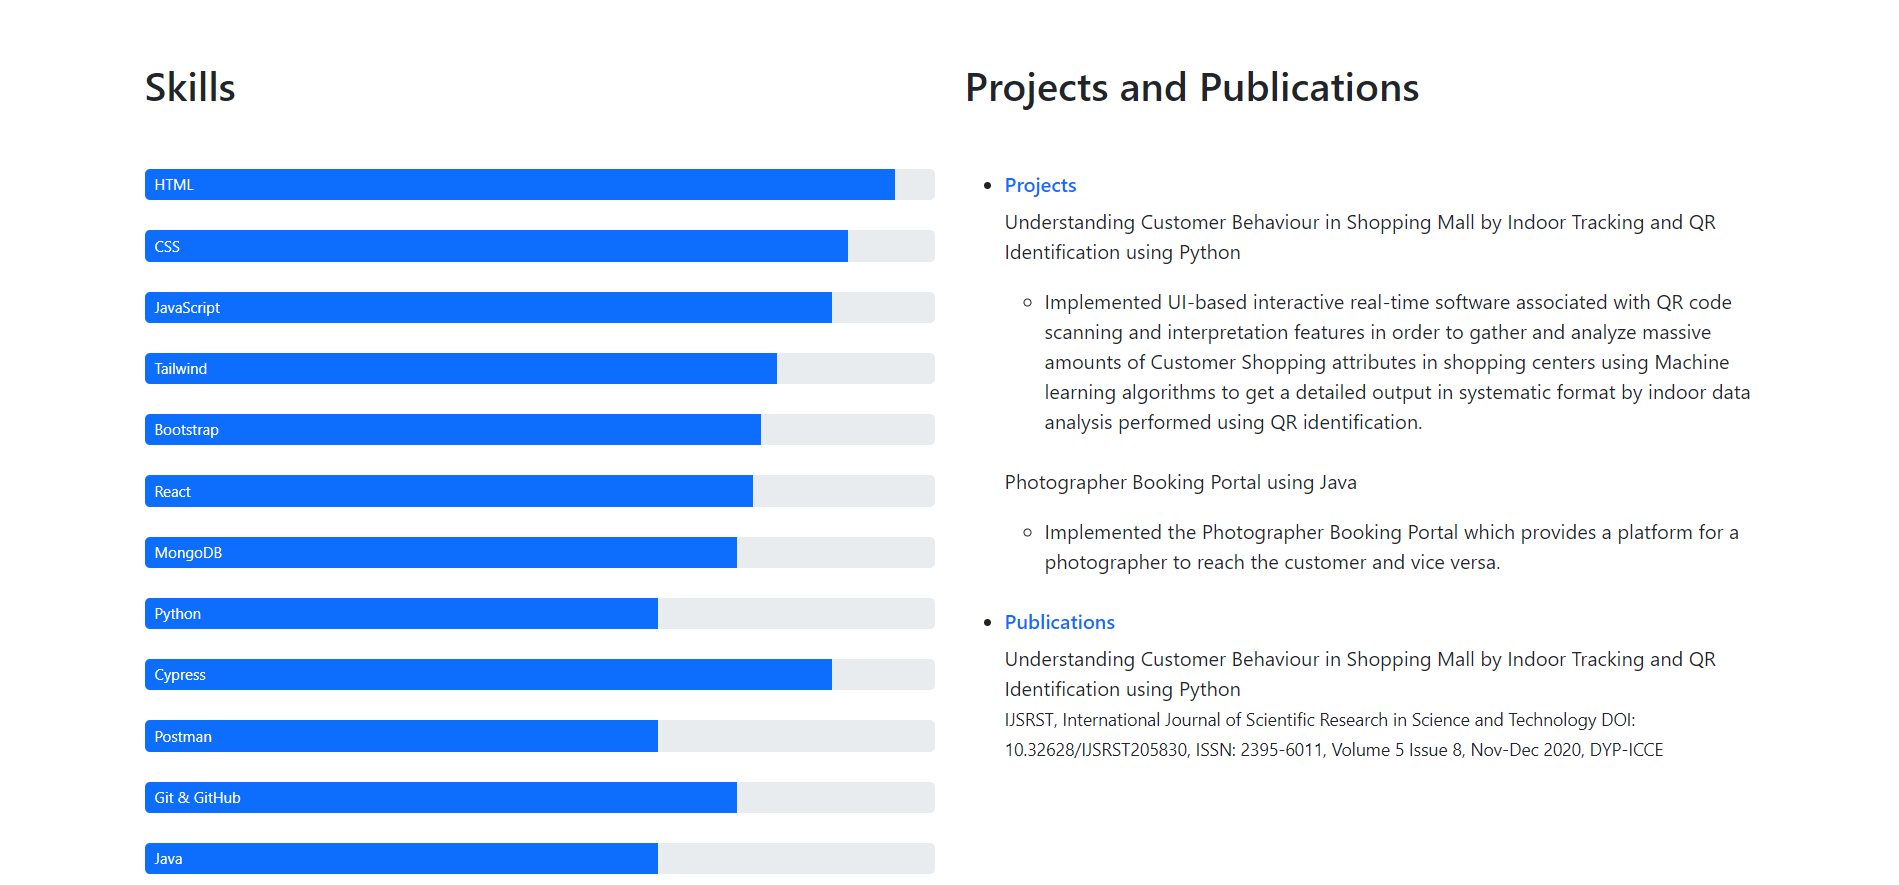 Skills
HTML
CSS
JavaScript
Tailwind
Bootstrap
React
MongoDB
Python
Cypress
Postman
Git & GitHub
Java
Projects and Publications
Projects
Understanding Customer Behaviour in Shopping Mall by Indoor Tracking and QR
Identification using Python
Implemented UI-based interactive real-time software associated with QR code
scanning and interpretation features in order to gather and analyze massive
amounts of Customer Shopping attributes in shopping centers using Machine
learning algorithms to get a detailed output in systematic format by indoor data
analysis performed using QR identification.
Photographer Booking Portal using Java
Implemented the Photographer Booking Portal which provides a platform for a
photographer to reach the customer and vice versa.
Publications
Understanding Customer Behaviour in Shopping Mall by Indoor Tracking and QR
Identification using Python
IJSRST, International Journal of Scientific Research in Science and Technology DOI:
10.32628/IJSRST205830, ISSN: 2395-6011, Volume 5 Issue 8, Nov-Dec 2020, DYP-ICCE